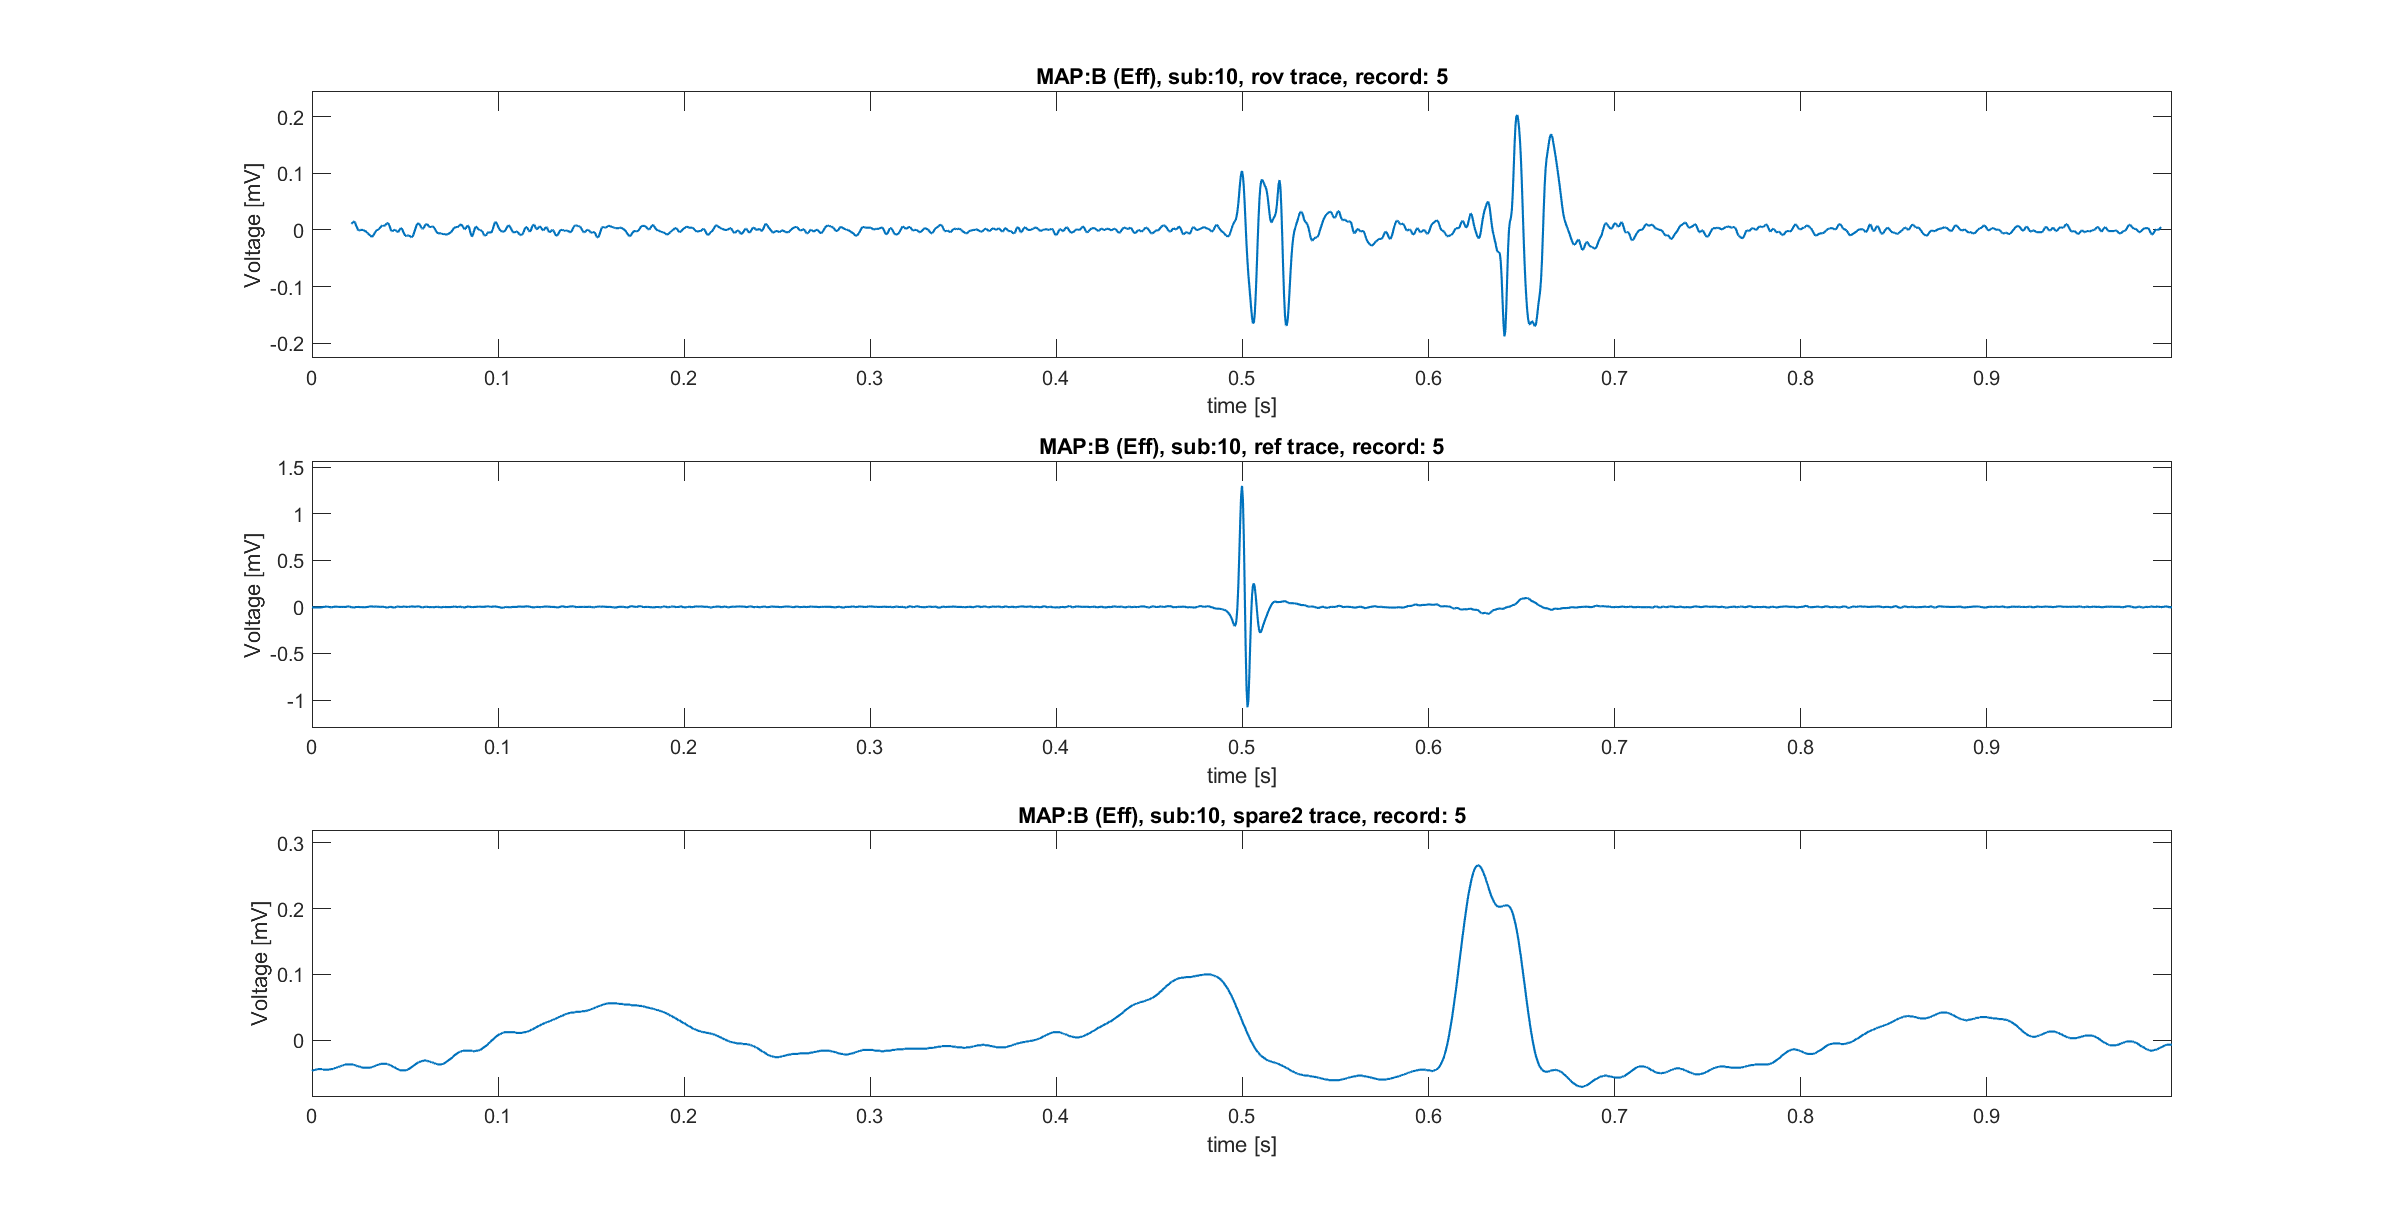 MAP:B (Eff), sub:10, rov trace, record: 5
Voltage [mV]
0.2
0.1
0
-0.1
-0.2
0 0.1 0.2 0.3 0.4 0.5 0.6 0.7 0.8 0.9
time [s]
MAP:B (Eff), sub:10, ref trace, record: 5
Voltage [mV]
1.5
1
0.5
0
-0.5
-1
0 0.1 0.2 0.3 0.4 0.5 0.6 0.7 0.8 0.9
time [s]
MAP:B (Eff), sub:10, spare2 trace, record: 5
Voltage [mV]
0.3
0.2
0.1
0
0 0.1 0.2 0.3 0.4 0.5 0.6 0.7 0.8 0.9
time [s]